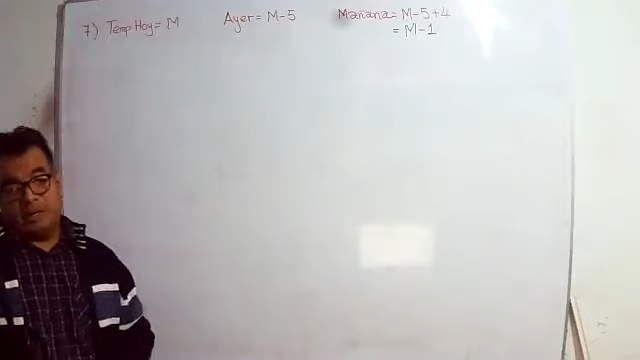 7) Temp Hoy = M Ayer = M-5 Mañana = M-5+4
= M-1